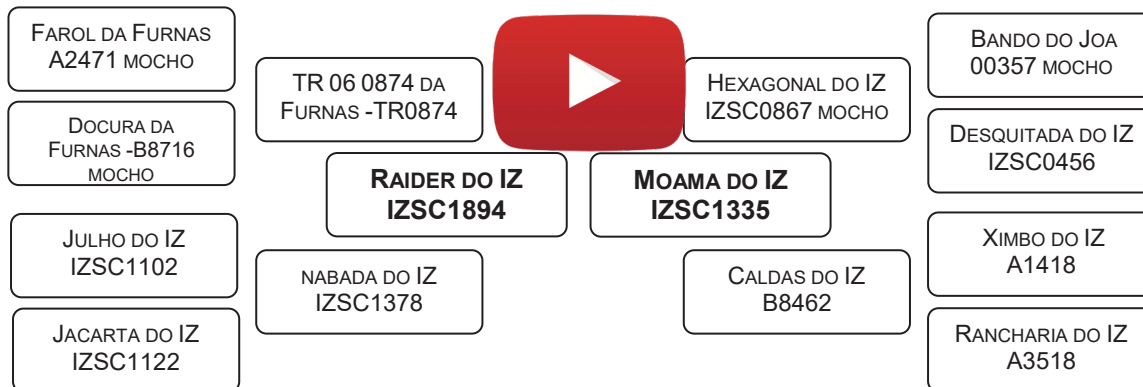 Farol da Furnas
A2471 mocho
Docura da
Furnas -B8716
mocho
TR 06 0874 da
Furnas -TR0874
Hexagonal do IZ
IZSC0867 mocho
Bando do Joa
00357 mocho
Desquitada do IZ
IZSC0456
Raider do IZ
IZSC1894
Moama do IZ
IZSC1335
Julho do IZ
IZSC1102
Jacarta do IZ
IZSC1122
nabada do IZ
IZSC1378
Caldas do IZ
B8462
Ximbo do IZ
A1418
Rancharia do IZ
A3518